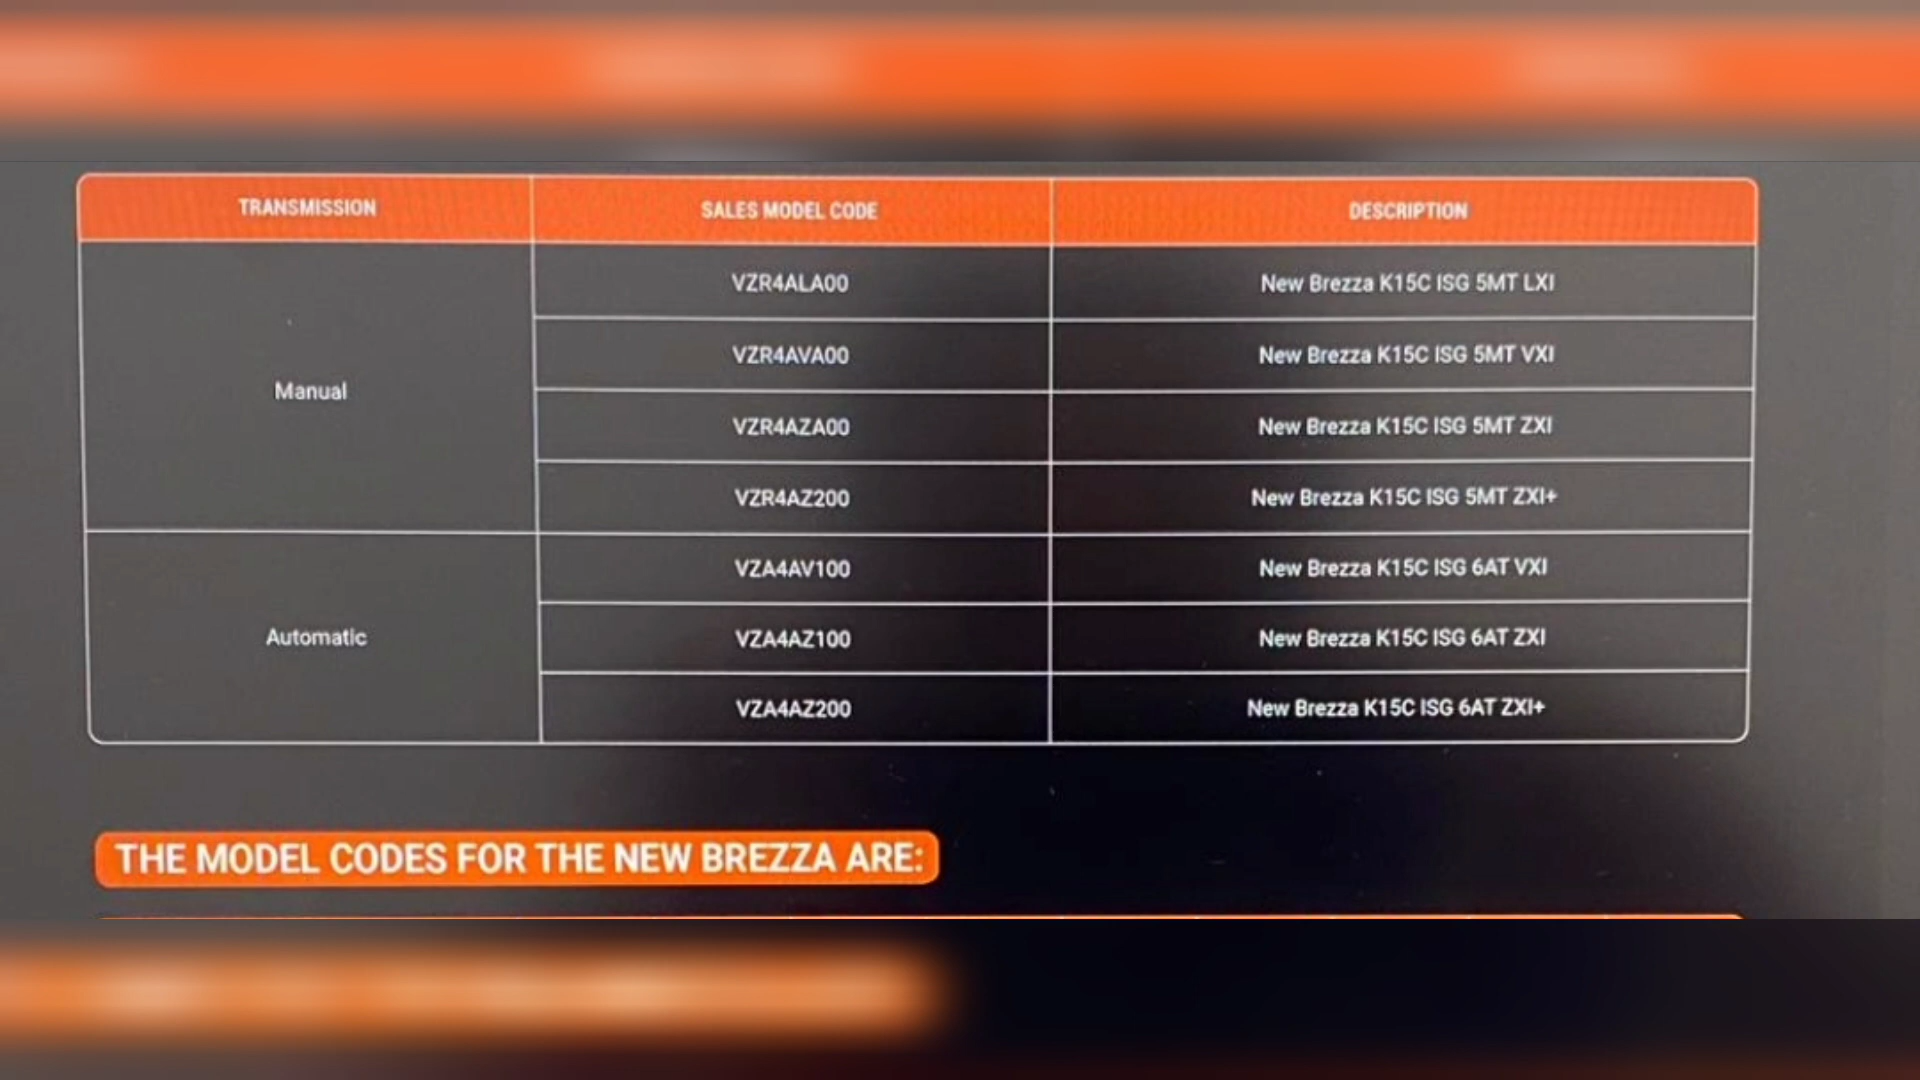 TRANSMISSION SALES MODEL CODE DESCRIPTION
Manual
VZR4ALA00 New Brezza K15C ISG 5MT LXI
VZR4AVA00 New Brezza K15C ISG 5MT VXI
VZR4AZA00 New Brezza K15C ISG 5MT ZXI
VZR4AZ200 New Brezza K15C ISG 5MT ZXI+
Automatic
VZA4AV100 New Brezza K15C ISG 6AT VXI
VZA4AZ100 New Brezza K15C ISG 6AT ZXI
VZA4AZ200 New Brezza K15C ISG 6AT ZXI+
THE MODEL CODES FOR THE NEW BREZZA ARE: